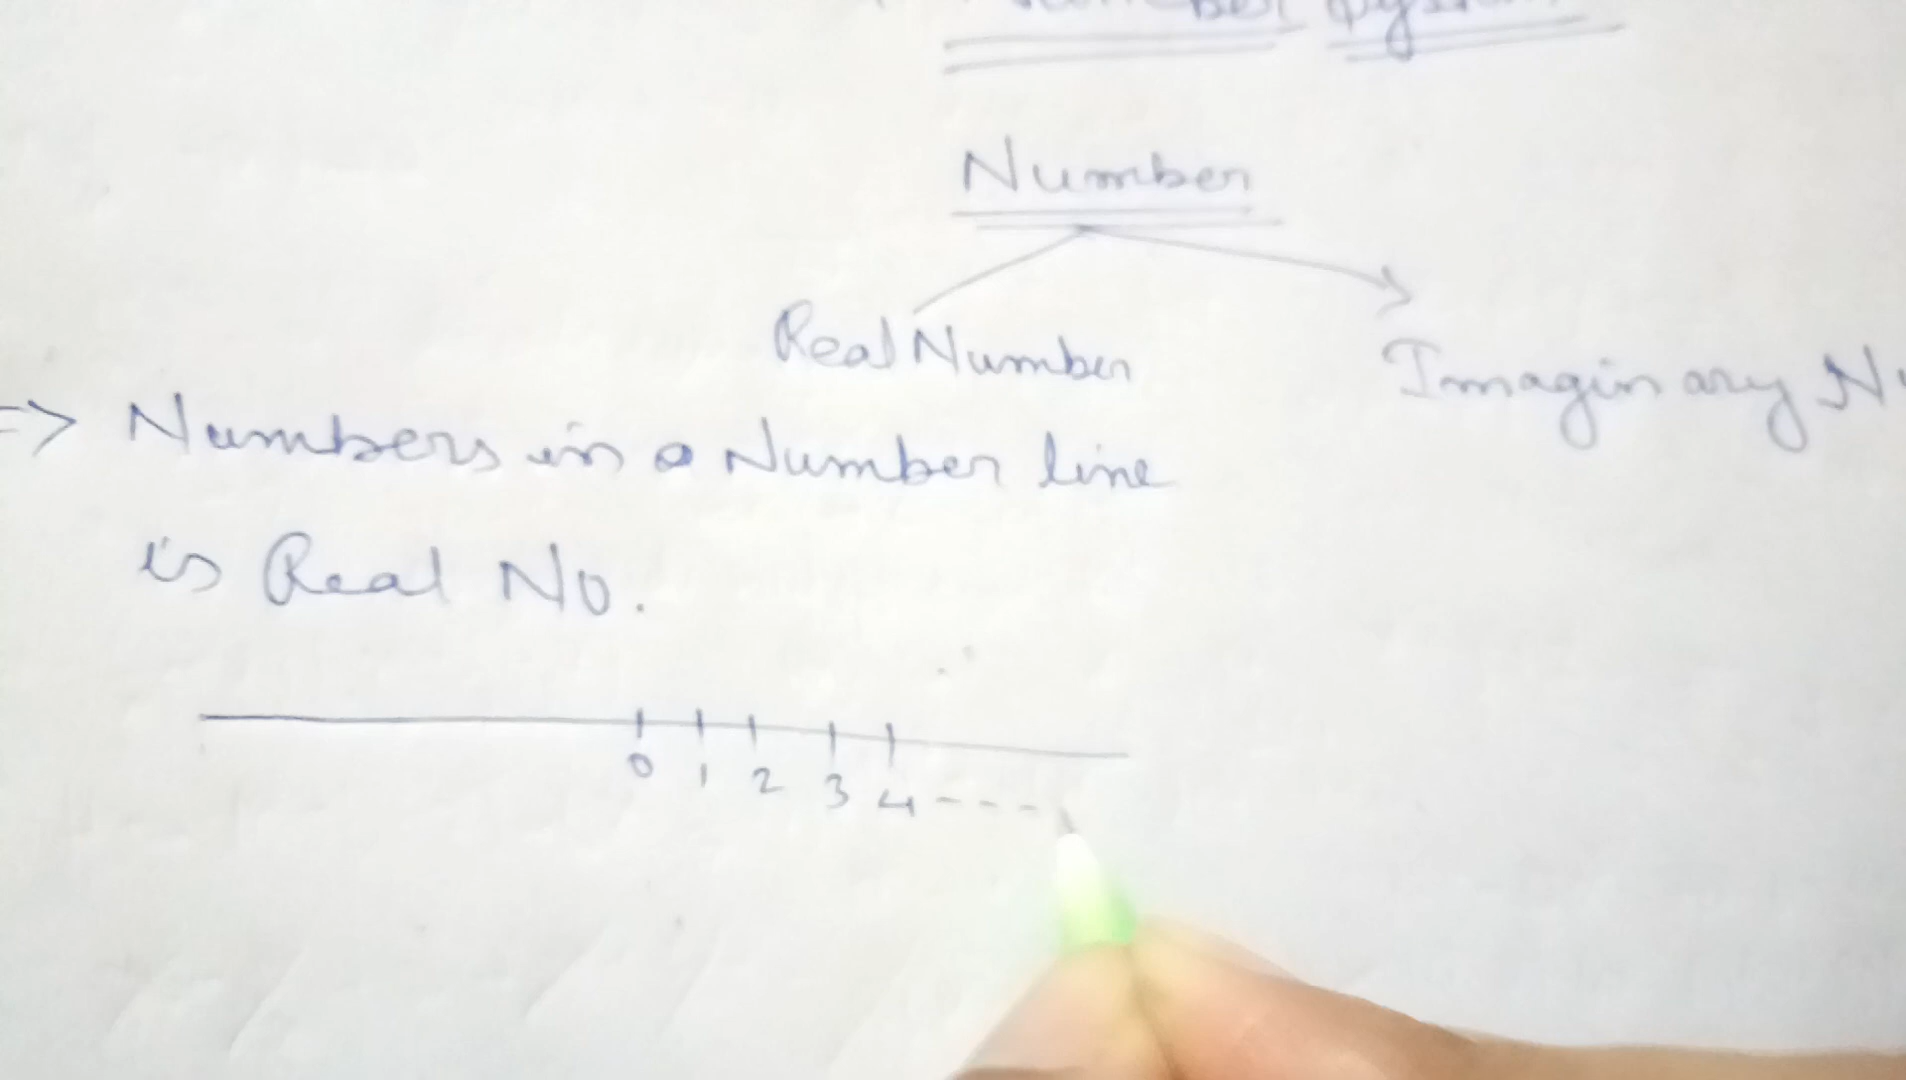 Number
Real Number
Imaginary
=> Numbers in a Number line
is Real No.
0 1 2 3 4 ----